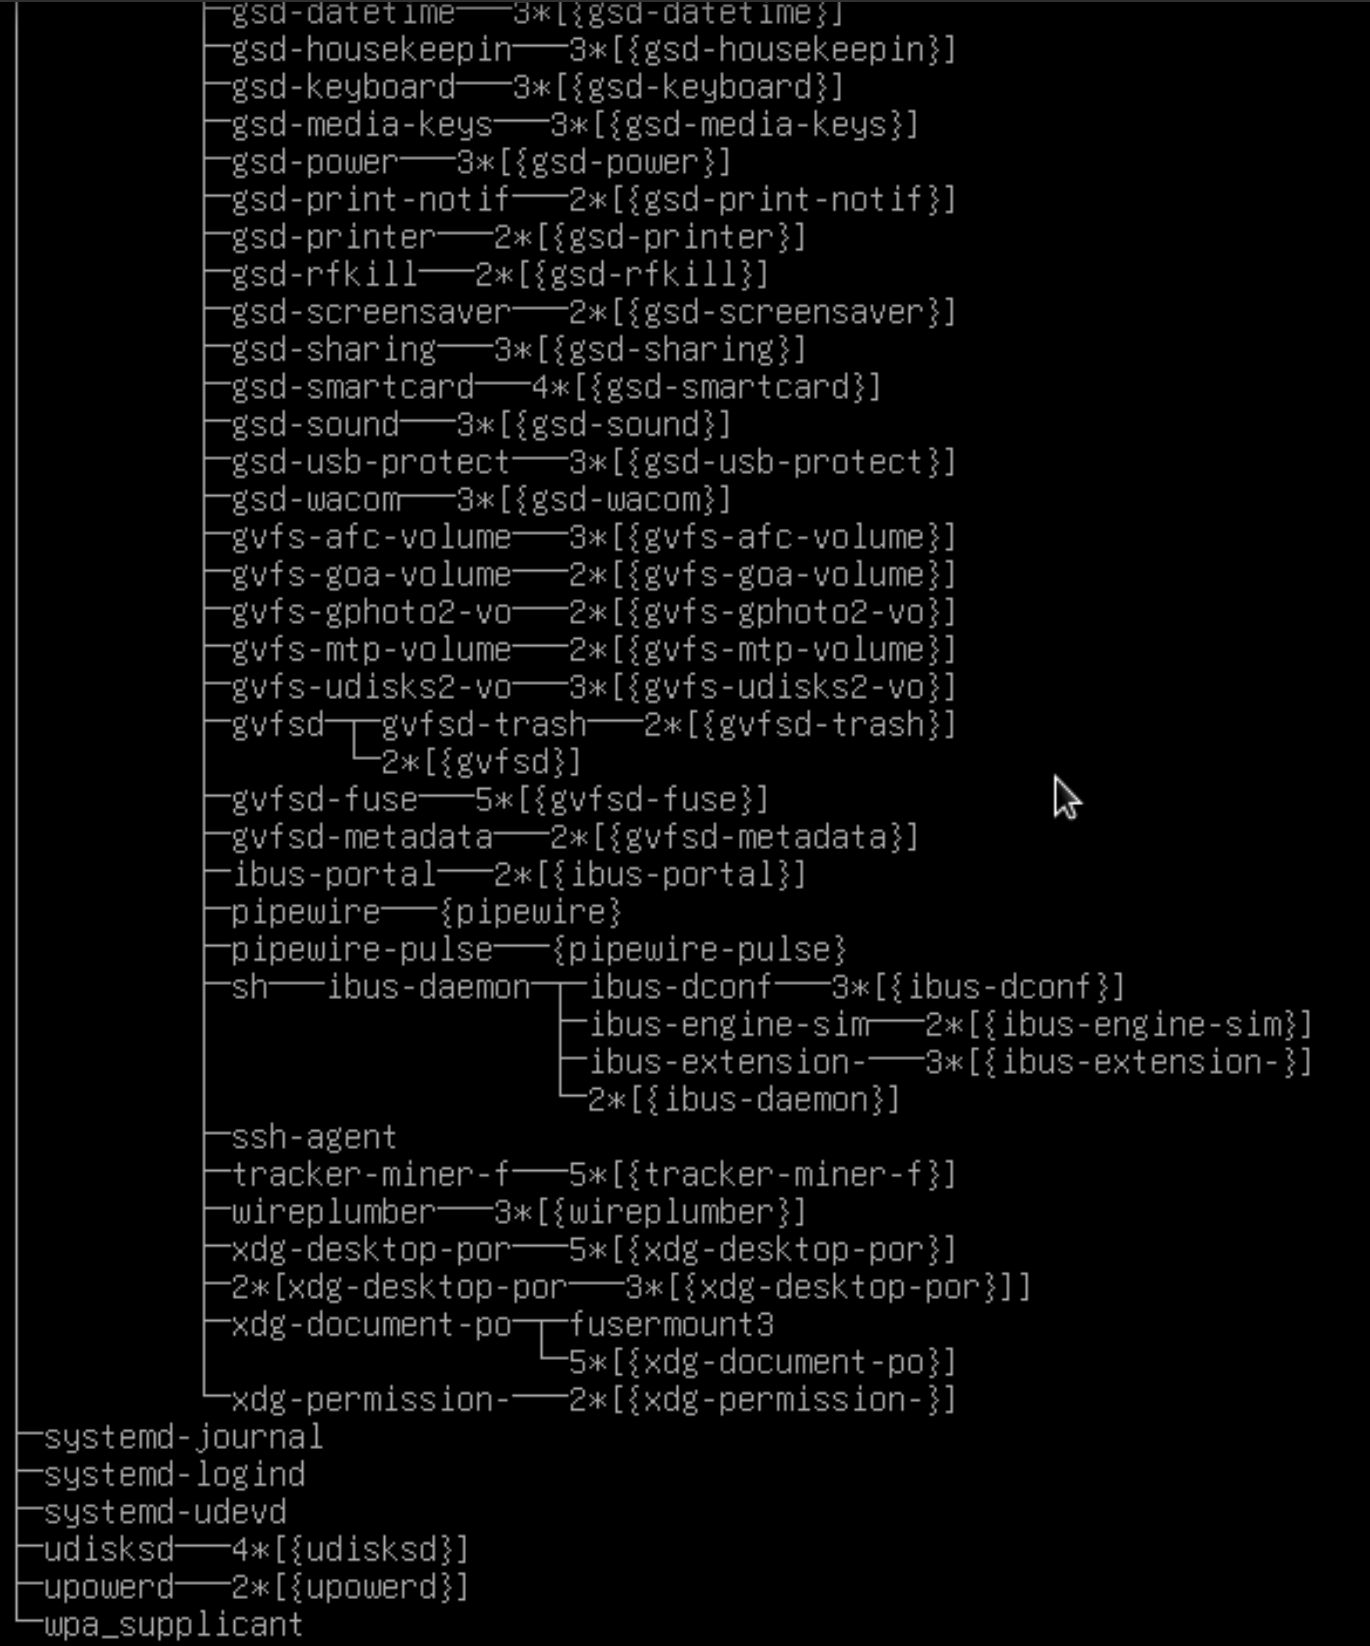 ├─gsd-datetime───3*[{gsd-datetime}]
├─gsd-housekeepin───3*[{gsd-housekeepin}]
├─gsd-keyboard───3*[{gsd-keyboard}]
├─gsd-media-keys───3*[{gsd-media-keys}]
├─gsd-power───3*[{gsd-power}]
├─gsd-print-notif───2*[{gsd-print-notif}]
├─gsd-printer───2*[{gsd-printer}]
├─gsd-rfkill───2*[{gsd-rfkill}]
├─gsd-screensaver───2*[{gsd-screensaver}]
├─gsd-sharing───3*[{gsd-sharing}]
├─gsd-smartcard───4*[{gsd-smartcard}]
├─gsd-sound───3*[{gsd-sound}]
├─gsd-usb-protect───3*[{gsd-usb-protect}]
├─gsd-wacom───3*[{gsd-wacom}]
├─gvfs-afc-volume───3*[{gvfs-afc-volume}]
├─gvfs-goa-volume───2*[{gvfs-goa-volume}]
├─gvfs-gphoto2-vo───2*[{gvfs-gphoto2-vo}]
├─gvfs-mtp-volume───2*[{gvfs-mtp-volume}]
├─gvfs-udisks2-vo───3*[{gvfs-udisks2-vo}]
├─gvfsd─┬─gvfsd-trash───2*[{gvfsd-trash}]
│       └─2*[{gvfsd}]
├─gvfsd-fuse───5*[{gvfsd-fuse}]
├─gvfsd-metadata───2*[{gvfsd-metadata}]
├─ibus-portal───2*[{ibus-portal}]
├─pipewire───{pipewire}
├─pipewire-pulse───{pipewire-pulse}
├─sh───ibus-daemon─┬─ibus-dconf───3*[{ibus-dconf}]
│                  ├─ibus-engine-sim───2*[{ibus-engine-sim}]
│                  ├─ibus-extension-───3*[{ibus-extension-}]
│                  └─2*[{ibus-daemon}]
├─ssh-agent
├─tracker-miner-f───5*[{tracker-miner-f}]
├─wireplumber───3*[{wireplumber}]
├─xdg-desktop-por───5*[{xdg-desktop-por}]
├─2*[xdg-desktop-por───3*[{xdg-desktop-por}]]
├─xdg-document-po─┬─fusermount3
│                 └─5*[{xdg-document-po}]
└─xdg-permission-───2*[{xdg-permission-}]
├─systemd-journal
├─systemd-logind
├─systemd-udevd
├─udisksd───4*[{udisksd}]
├─upowerd───2*[{upowerd}]
└─wpa_supplicant